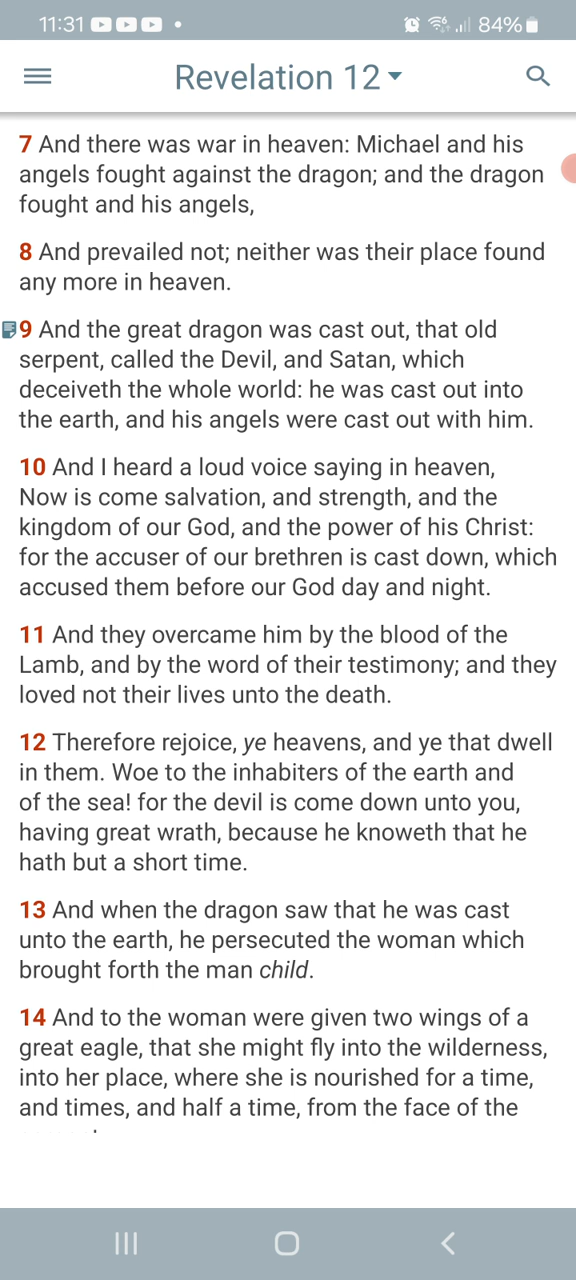 11:31
84%
Revelation 12
7 And there was war in heaven: Michael and his
angels fought against the dragon; and the dragon
fought and his angels,
8 And prevailed not; neither was their place found
any more in heaven.
9 And the great dragon was cast out, that old
serpent, called the Devil, and Satan, which
deceiveth the whole world: he was cast out into
the earth, and his angels were cast out with him.
10 And I heard a loud voice saying in heaven,
Now is come salvation, and strength, and the
kingdom of our God, and the power of his Christ:
for the accuser of our brethren is cast down, which
accused them before our God day and night.
11 And they overcame him by the blood of the
Lamb, and by the word of their testimony; and they
loved not their lives unto the death.
12 Therefore rejoice, ye heavens, and ye that dwell
in them. Woe to the inhabiters of the earth and
of the sea! for the devil is come down unto you,
having great wrath, because he knoweth that he
hath but a short time.
13 And when the dragon saw that he was cast
unto the earth, he persecuted the woman which
brought forth the man child.
14 And to the woman were given two wings of a
great eagle, that she might fly into the wilderness,
into her place, where she is nourished for a time,
and times, and half a time, from the face of the